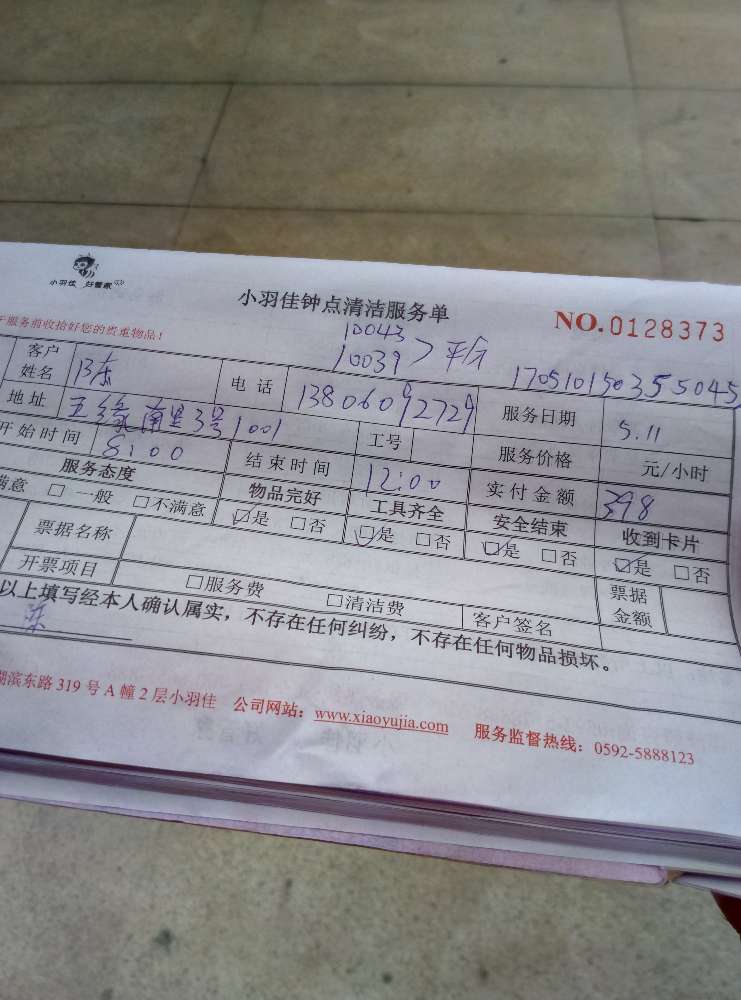 小羽佳 好管家
小羽佳钟点清洁服务单
NO.0128373
服务前收拾好您的贵重物品!
10043
10039 > 平分
170510150355045
客户姓名 陈 电话 13806092729 服务日期 5.11
地址 五缘南里3号1001 工号 服务价格 元/小时
开始时间 8:00 结束时间 12:00 实付金额 398
服务态度 物品完好 工具齐全 安全结束 收到卡片
满意 □ 一般 □不满意 ☑是 □否 ☑是 □否 ☑是 □否 ☑是 □否
票据名称
开票项目 □服务费 □清洁费 票据金额
以上填写经本人确认属实,不存在任何纠纷,不存在任何物品损坏。
客户签名
湖滨东路 319 号 A 幢 2 层小羽佳 公司网站:www.xiaoyujia.com 服务监督热线:0592-5888123